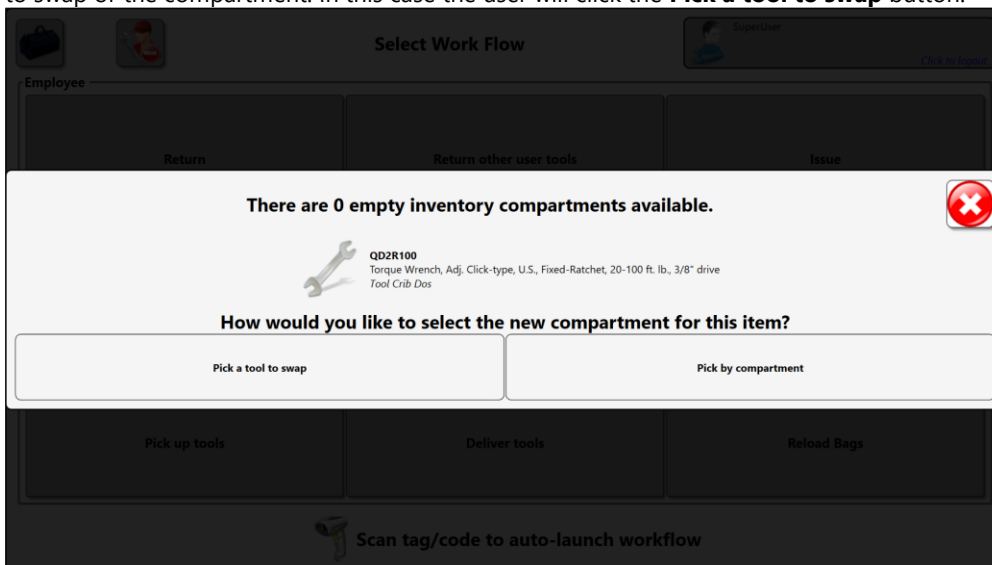 to swap or the compartment. In this case the user will click the Pick a tool to swap button.
Select Work Flow
SuperUser
Click to logout
Employee
Return
Return other user tools
Issue
There are 0 empty inventory compartments available.
QD2R100
Torque Wrench, Adj. Click-type, U.S., Fixed-Ratchet, 20-100 ft. lb., 3/8" drive
Tool Crib Dos
How would you like to select the new compartment for this item?
Pick a tool to swap
Pick by compartment
Pick up tools
Deliver tools
Reload Bags
Scan tag/code to auto-launch workflow